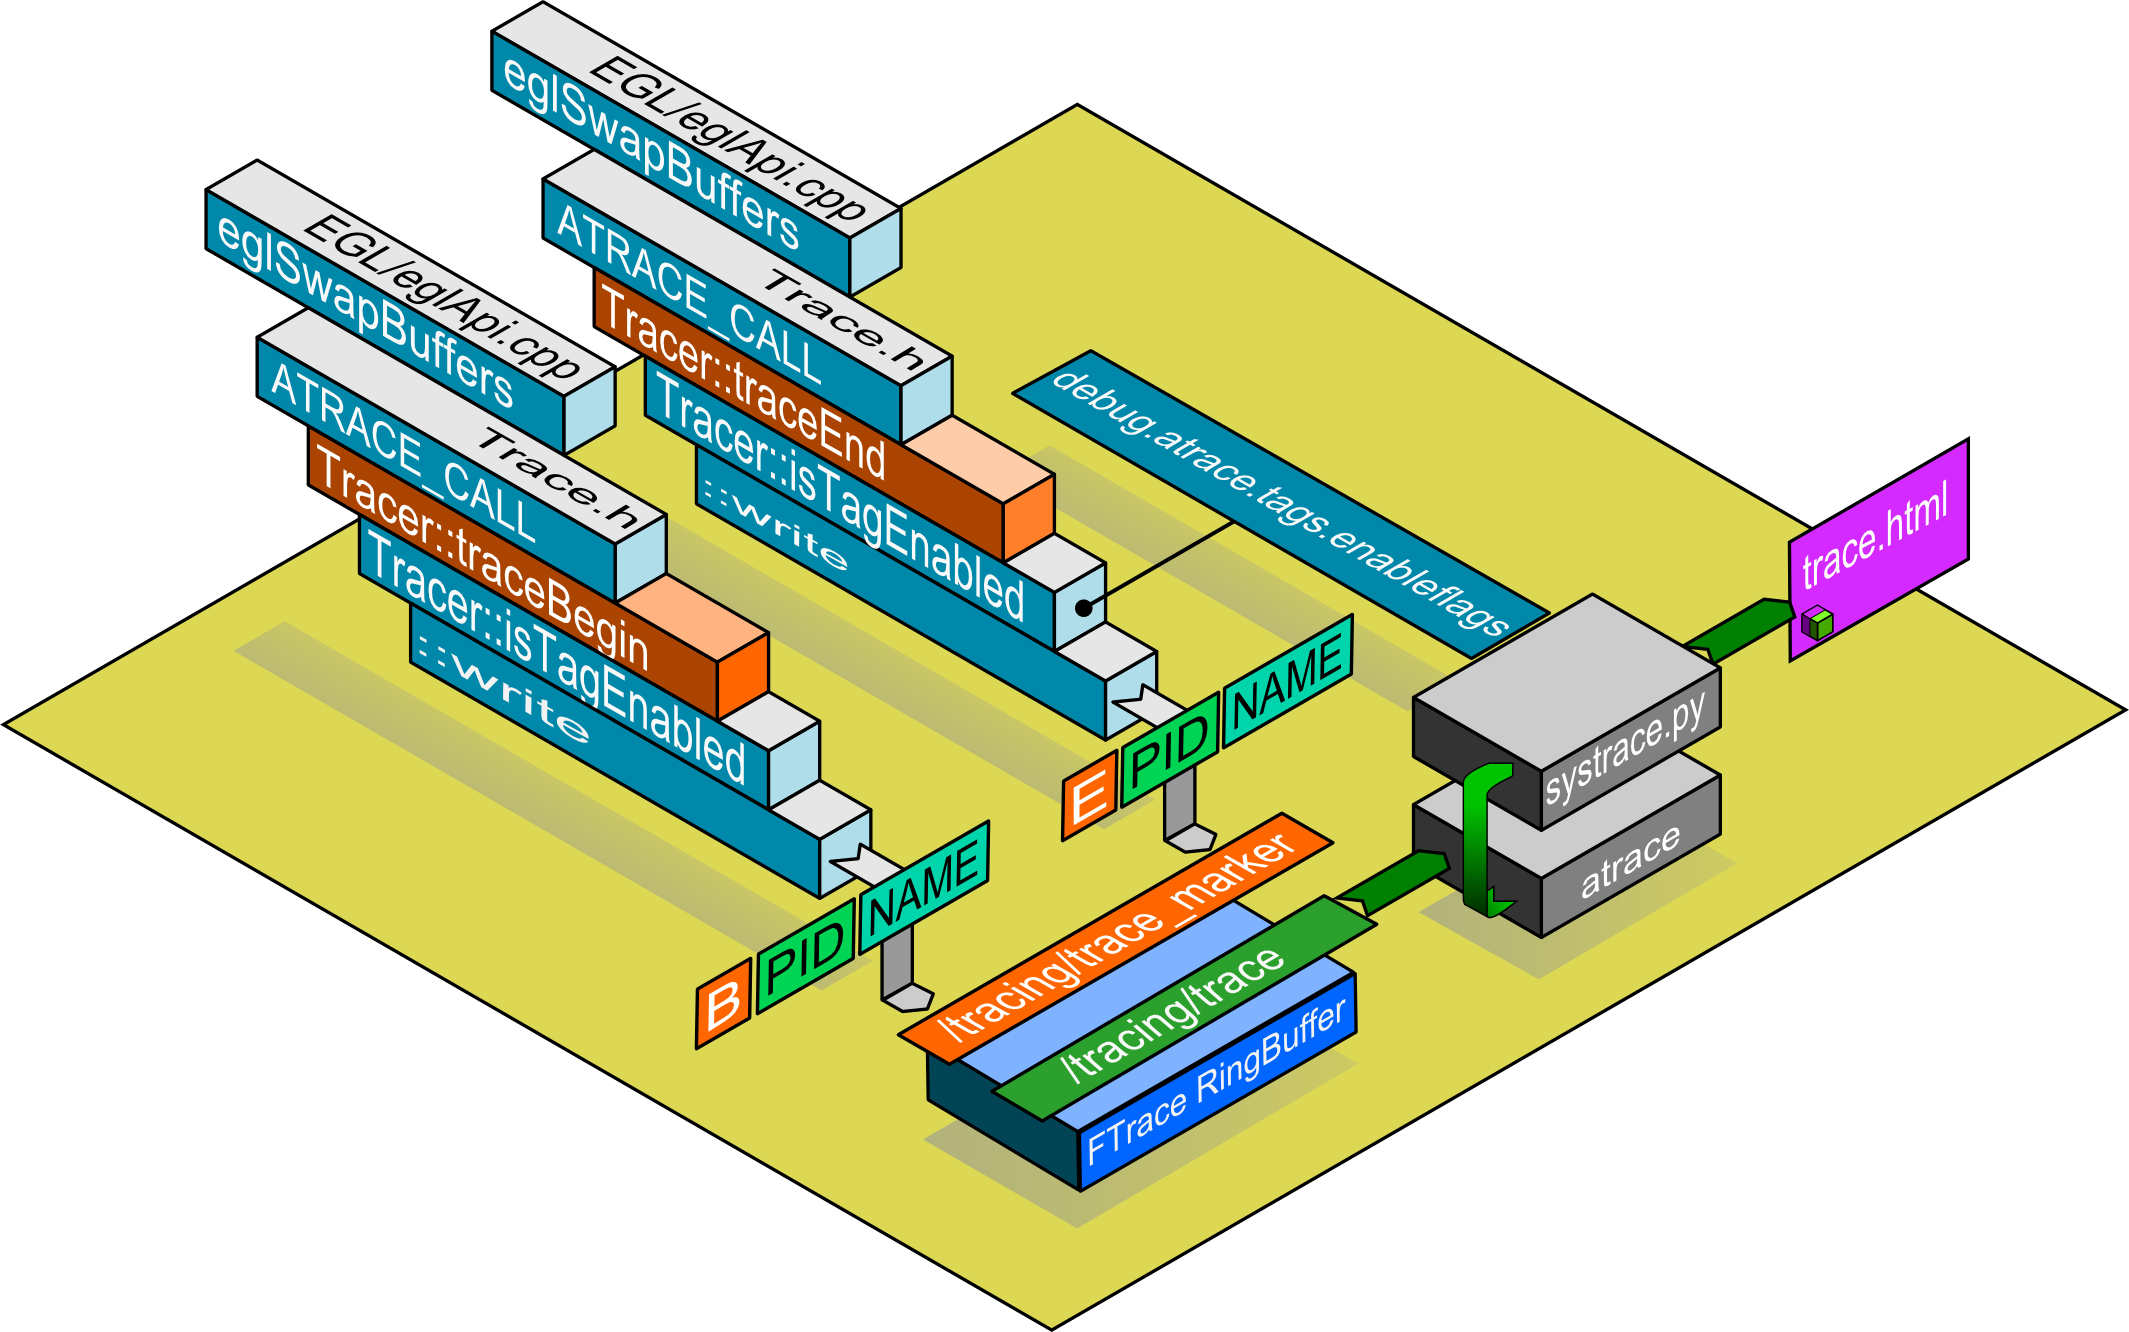 EGL/eglApi.cpp
eglSwapBuffers
Trace.h
ATRACE_CALL
Tracer::traceEnd
Tracer::isTagEnabled
::Write
EGL/eglApi.cpp
eglSwapBuffers
Trace.h
ATRACE_CALL
Tracer::traceBegin
Tracer::isTagEnabled
::Write
debug.atrace.tags.enableflags
E PID NAME
B PID NAME
/tracing/trace_marker
/tracing/trace
FTrace RingBuffer
systrace.py
atrace
trace.html